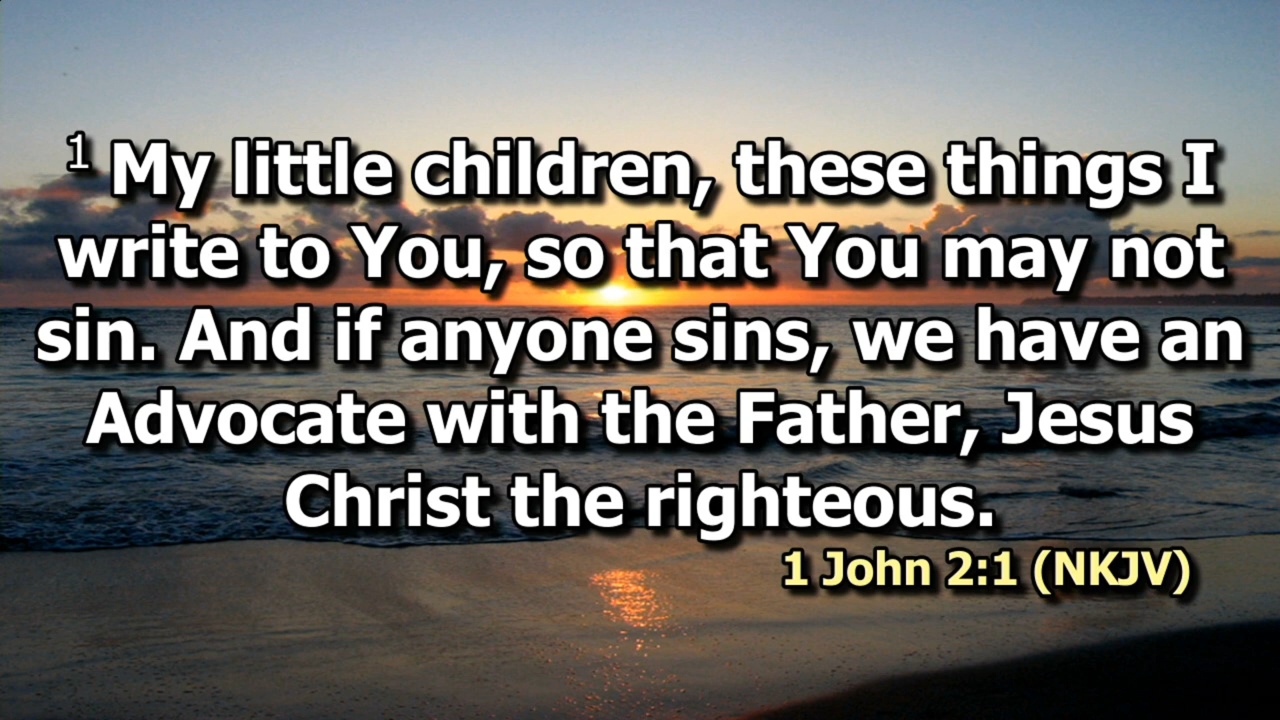 1 My little children, these things I
write to You, so that You may not
sin. And if anyone sins, we have an
Advocate with the Father, Jesus
Christ the righteous.
1 John 2:1 (NKJV)